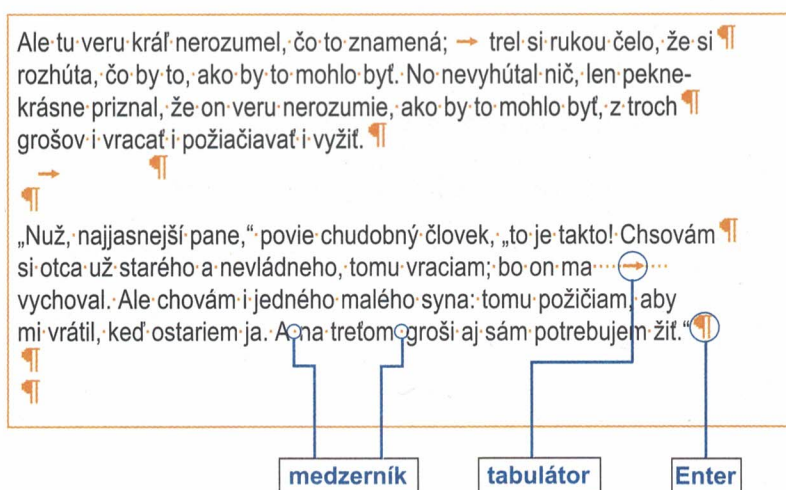 Ale tu veru kráľ nerozumel, čo to znamená; → trel si rukou čelo, že si ¶
rozhúta, čo by to, ako by to mohlo byť. No nevyhútal nič, len pekne-
krásne priznal, že on veru nerozumie, ako by to mohlo byť, z troch ¶
grošov i vracať i požiačiavať i vyžiť. ¶
→ ¶
¶
„Nuž, najjasnejší pane,“ povie chudobný človek, „to je takto! Chsovám ¶
si otca už starého a nevládneho, tomu vraciam; bo on ma····→···
vychoval. Ale chovám i jedného malého syna: tomu požičiam, aby
mi vrátil, keď ostariem ja. A na treťom groši aj sám potrebujem žiť.“ ¶
¶
¶
medzerník tabulátor Enter